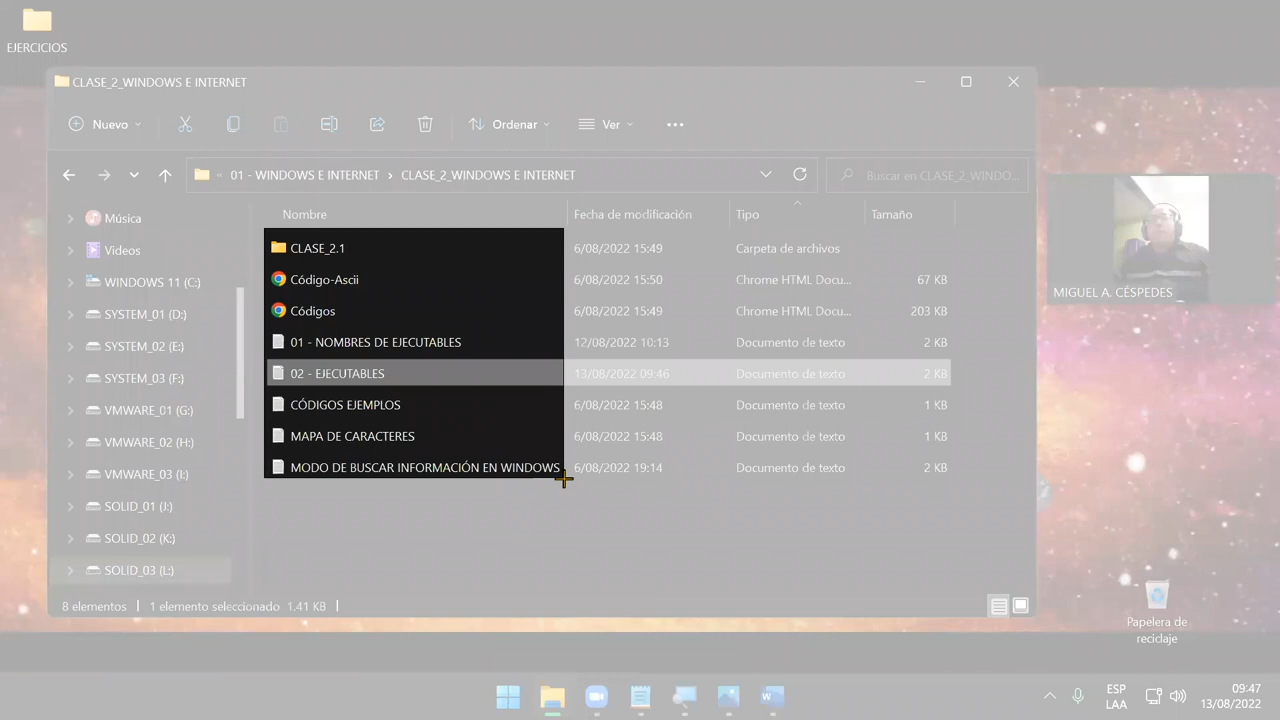 EJERCICIOS
CLASE_2_WINDOWS E INTERNET
Nuevo
Ordenar
Ver
« 01 - WINDOWS E INTERNET › CLASE_2_WINDOWS E INTERNET
Buscar en CLASE_2_WINDO...
Nombre Fecha de modificación Tipo Tamaño
CLASE_2.1 6/08/2022 15:49 Carpeta de archivos
Código-Ascii 6/08/2022 15:50 Chrome HTML Docu... 67 KB
Códigos 6/08/2022 15:49 Chrome HTML Docu... 203 KB
01 - NOMBRES DE EJECUTABLES 12/08/2022 10:13 Documento de texto 2 KB
02 - EJECUTABLES 13/08/2022 09:46 Documento de texto 2 KB
CÓDIGOS EJEMPLOS 6/08/2022 15:48 Documento de texto 1 KB
MAPA DE CARACTERES 6/08/2022 15:48 Documento de texto 1 KB
MODO DE BUSCAR INFORMACIÓN EN WINDOWS 6/08/2022 19:14 Documento de texto 2 KB
Música
Videos
WINDOWS 11 (C:)
SYSTEM_01 (D:)
SYSTEM_02 (E:)
SYSTEM_03 (F:)
VMWARE_01 (G:)
VMWARE_02 (H:)
VMWARE_03 (I:)
SOLID_01 (J:)
SOLID_02 (K:)
SOLID_03 (L:)
8 elementos
1 elemento seleccionado 1.41 KB
MIGUEL A. CÉSPEDES
Papelera de
reciclaje
ESP
LAA
09:47
13/08/2022